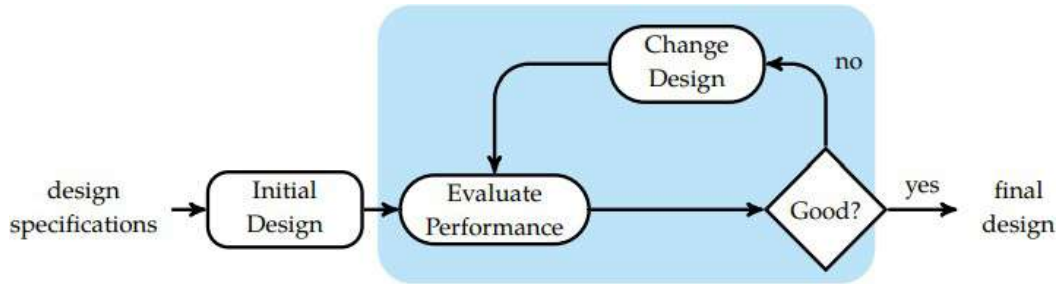 Change
Design
no
design
specifications
Initial
Design
Evaluate
Performance
Good?
yes
final
design